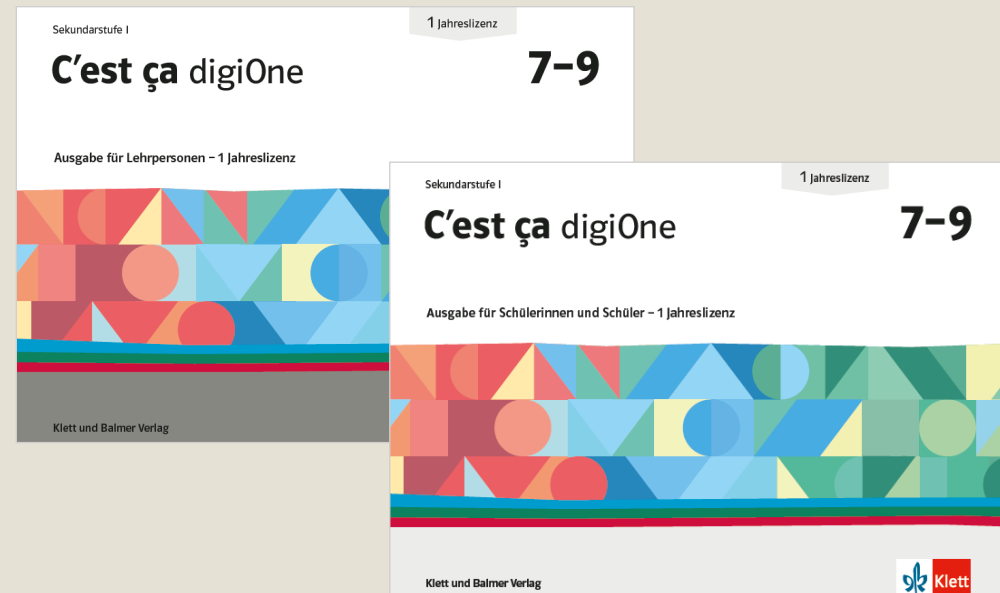 Sekundarstufe I
1 Jahreslizenz
C'est ça digiOne
7–9
Ausgabe für Lehrpersonen – 1 Jahreslizenz
Klett und Balmer Verlag
Sekundarstufe I
1 Jahreslizenz
C'est ça digiOne
7–9
Ausgabe für Schülerinnen und Schüler – 1 Jahreslizenz
Klett und Balmer Verlag
Klett